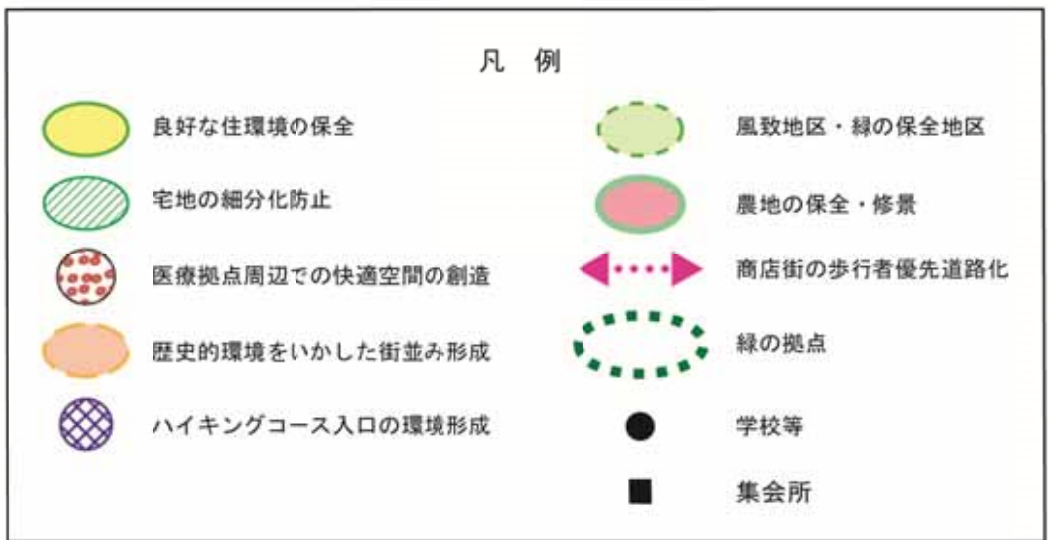 凡 例
良好な住環境の保全
宅地の細分化防止
医療拠点周辺での快適空間の創造
歴史的環境をいかした街並み形成
ハイキングコース入口の環境形成
風致地区・緑の保全地区
農地の保全・修景
商店街の歩行者優先道路化
緑の拠点
学校等
集会所